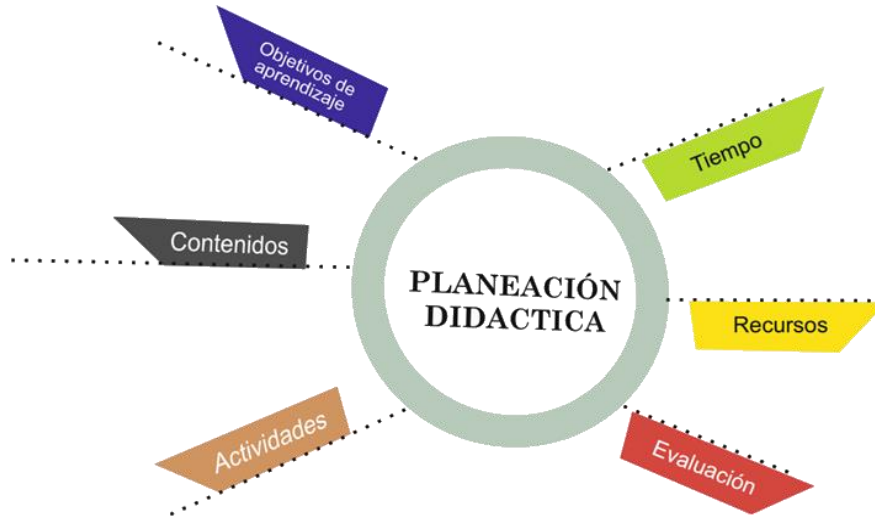 Objetivos de
aprendizaje
Tiempo
Contenidos
PLANEACIÓN
DIDACTICA
Recursos
Actividades
Evaluación